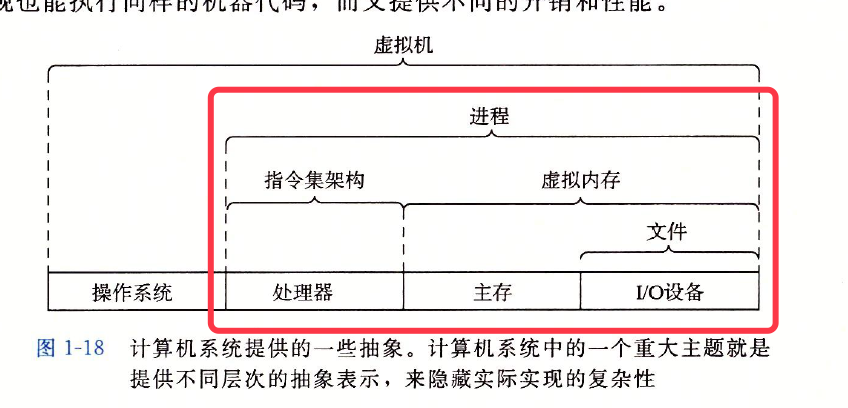 现也能执行同样的机器代码，而又提供不同的开销和性能。
虚拟机
进程
指令集架构
虚拟内存
文件
操作系统
处理器
主存
I/O设备
图 1-18 计算机系统提供的一些抽象。计算机系统中的一个重大主题就是
提供不同层次的抽象表示，来隐藏实际实现的复杂性